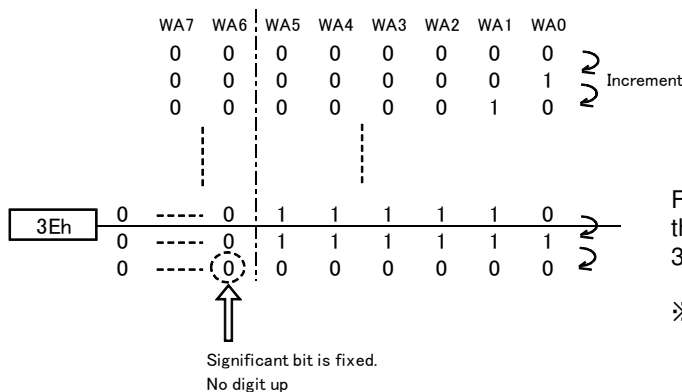 WA7 WA6 WA5 WA4 WA3 WA2 WA1 WA0
0 0 0 0 0 0 0 0
0 0 0 0 0 0 0 1 Increment
0 0 0 0 0 0 1 0
3Eh 0 ----- 0 1 1 1 1 1 0
0 ----- 0 1 1 1 1 1 1
0 ----- 0 0 0 0 0 0 0
Significant bit is fixed.
No digit up
F
th
3
※